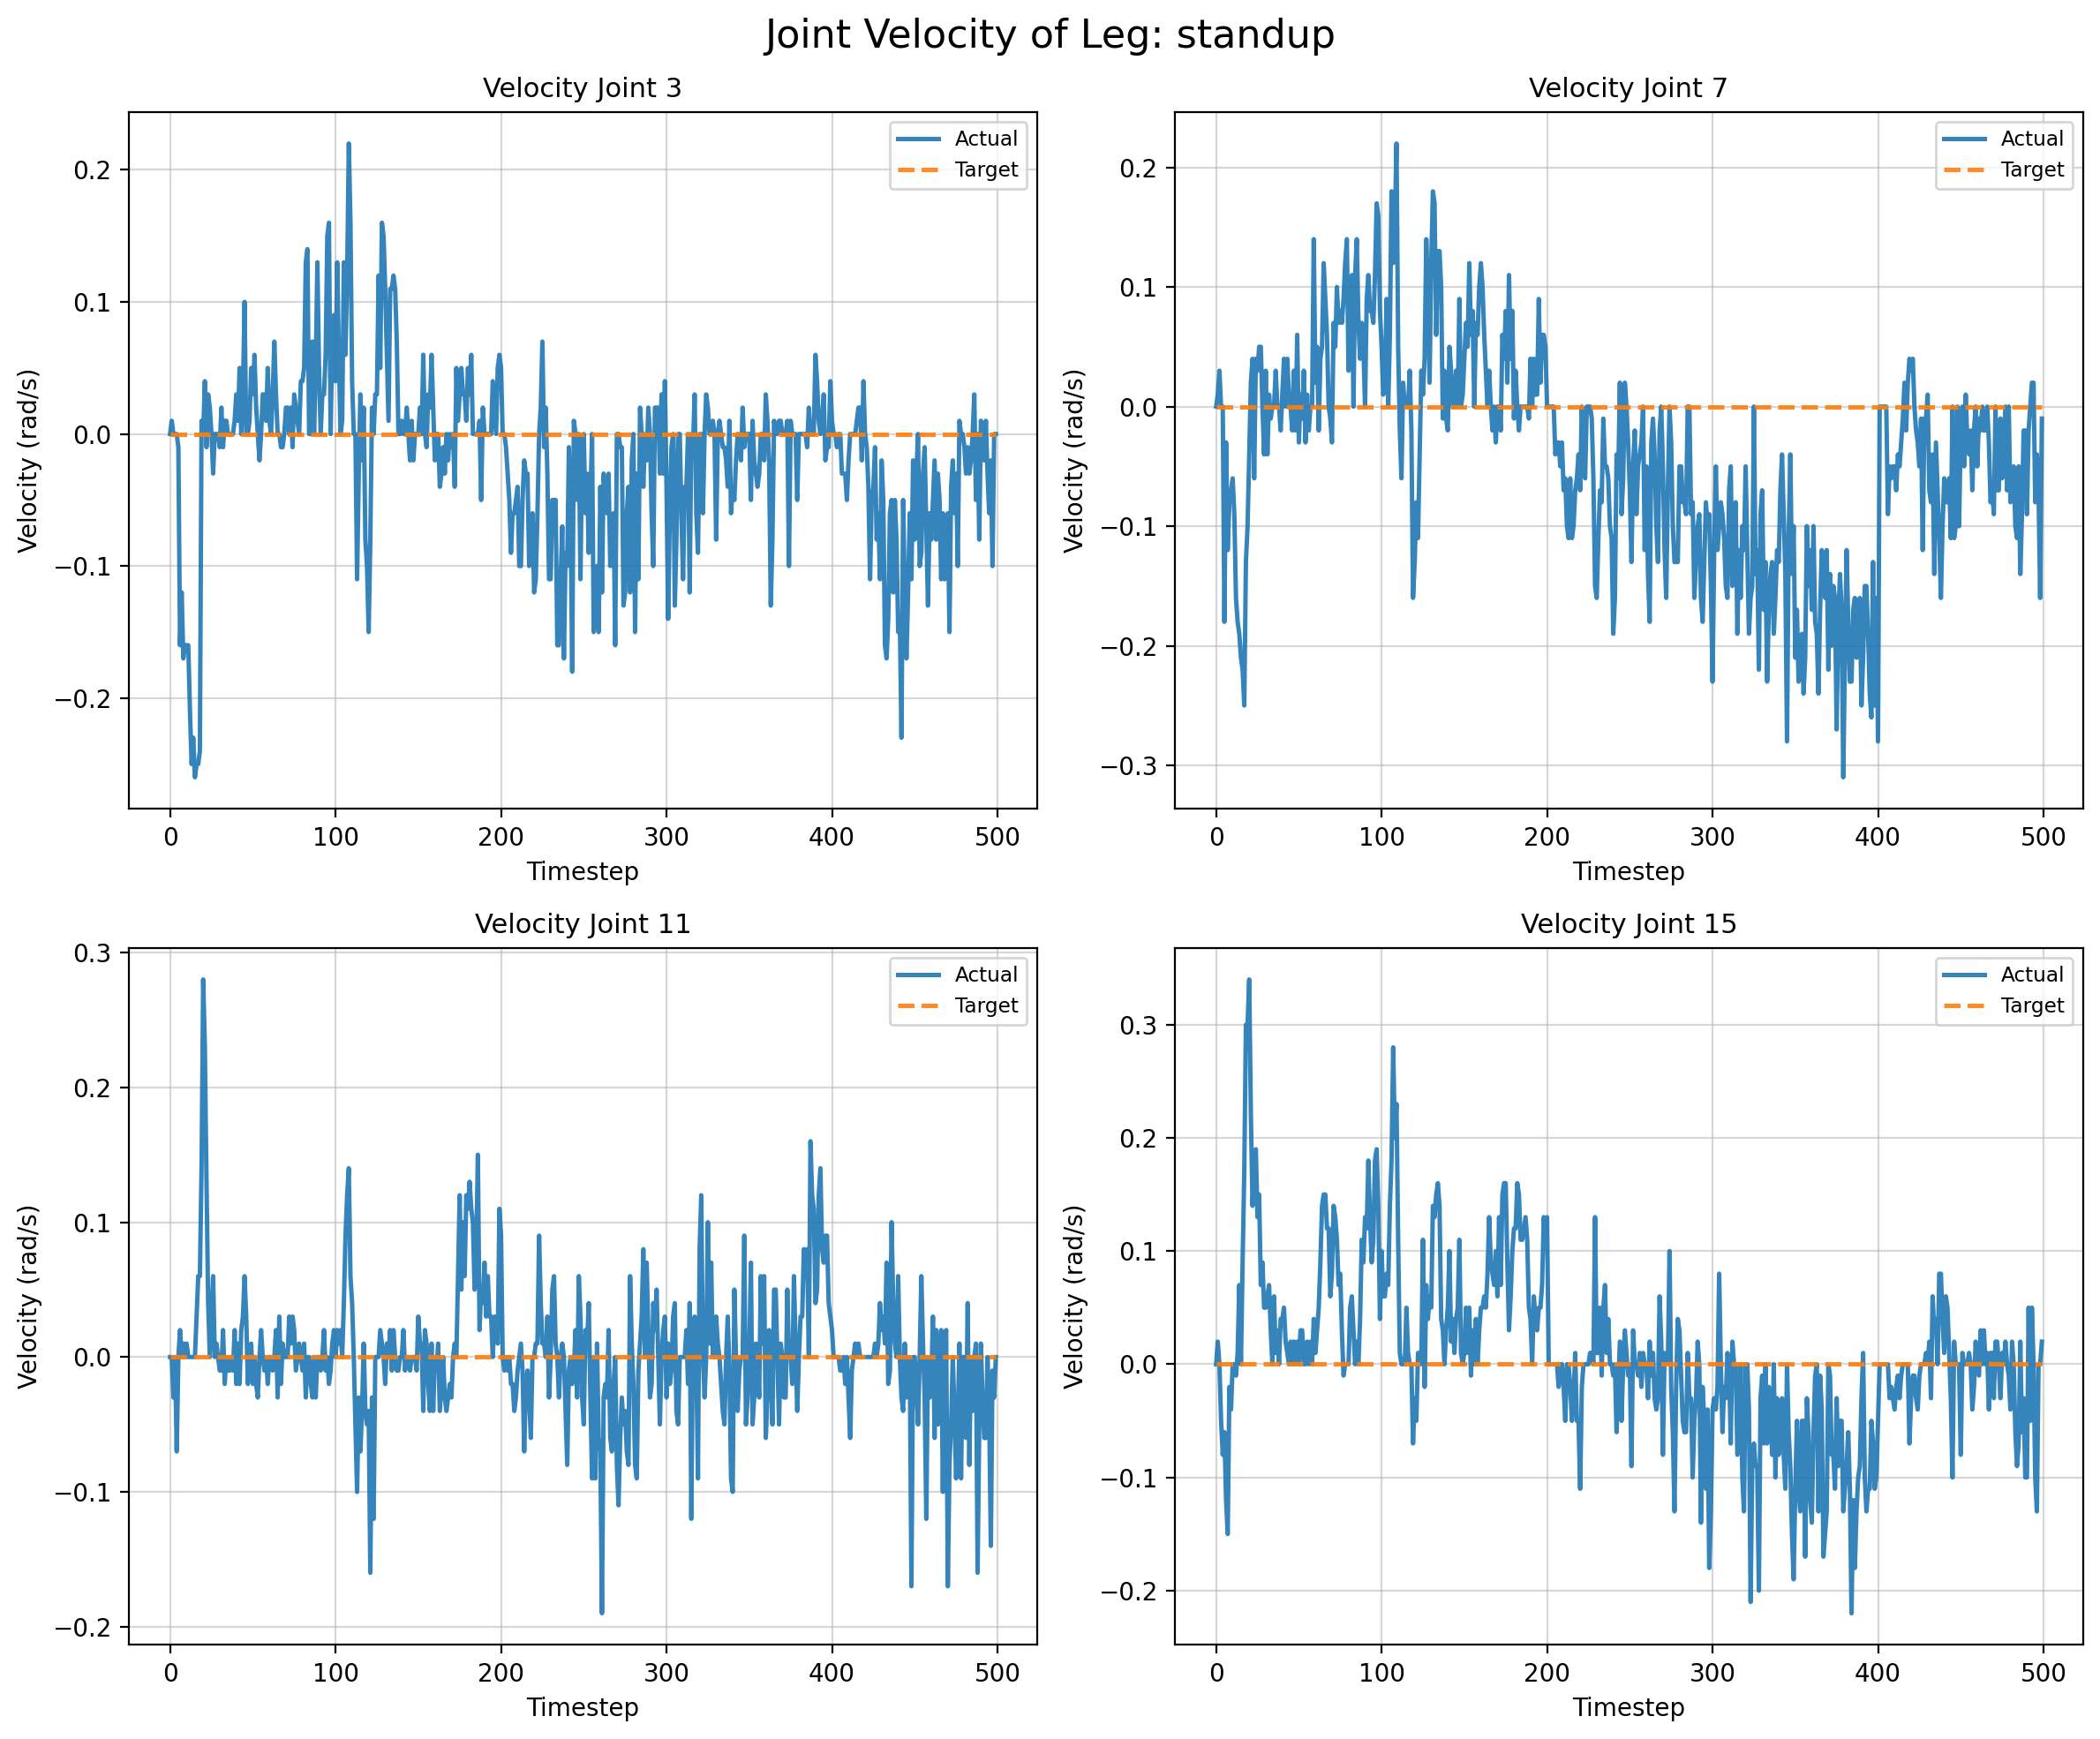 Joint Velocity of Leg: standup
Velocity Joint 3
Velocity (rad/s)
0.2
0.1
0.0
−0.1
−0.2
0 100 200 300 400 500
Timestep
Actual
Target
Velocity Joint 7
Velocity (rad/s)
0.2
0.1
0.0
−0.1
−0.2
−0.3
0 100 200 300 400 500
Timestep
Actual
Target
Velocity Joint 11
Velocity (rad/s)
0.3
0.2
0.1
0.0
−0.1
−0.2
0 100 200 300 400 500
Timestep
Actual
Target
Velocity Joint 15
Velocity (rad/s)
0.3
0.2
0.1
0.0
−0.1
−0.2
0 100 200 300 400 500
Timestep
Actual
Target